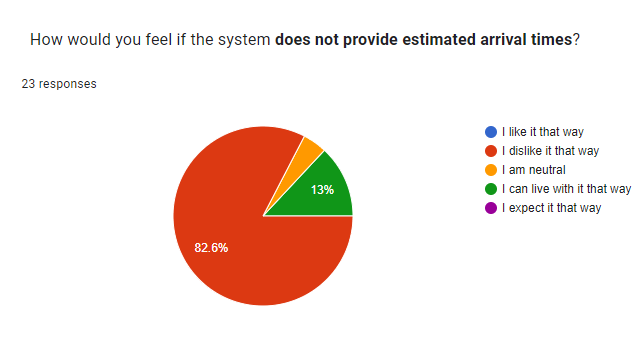 How would you feel if the system does not provide estimated arrival times?
23 responses
I like it that way
I dislike it that way
I am neutral
13%
I can live with it that way
I expect it that way
82.6%